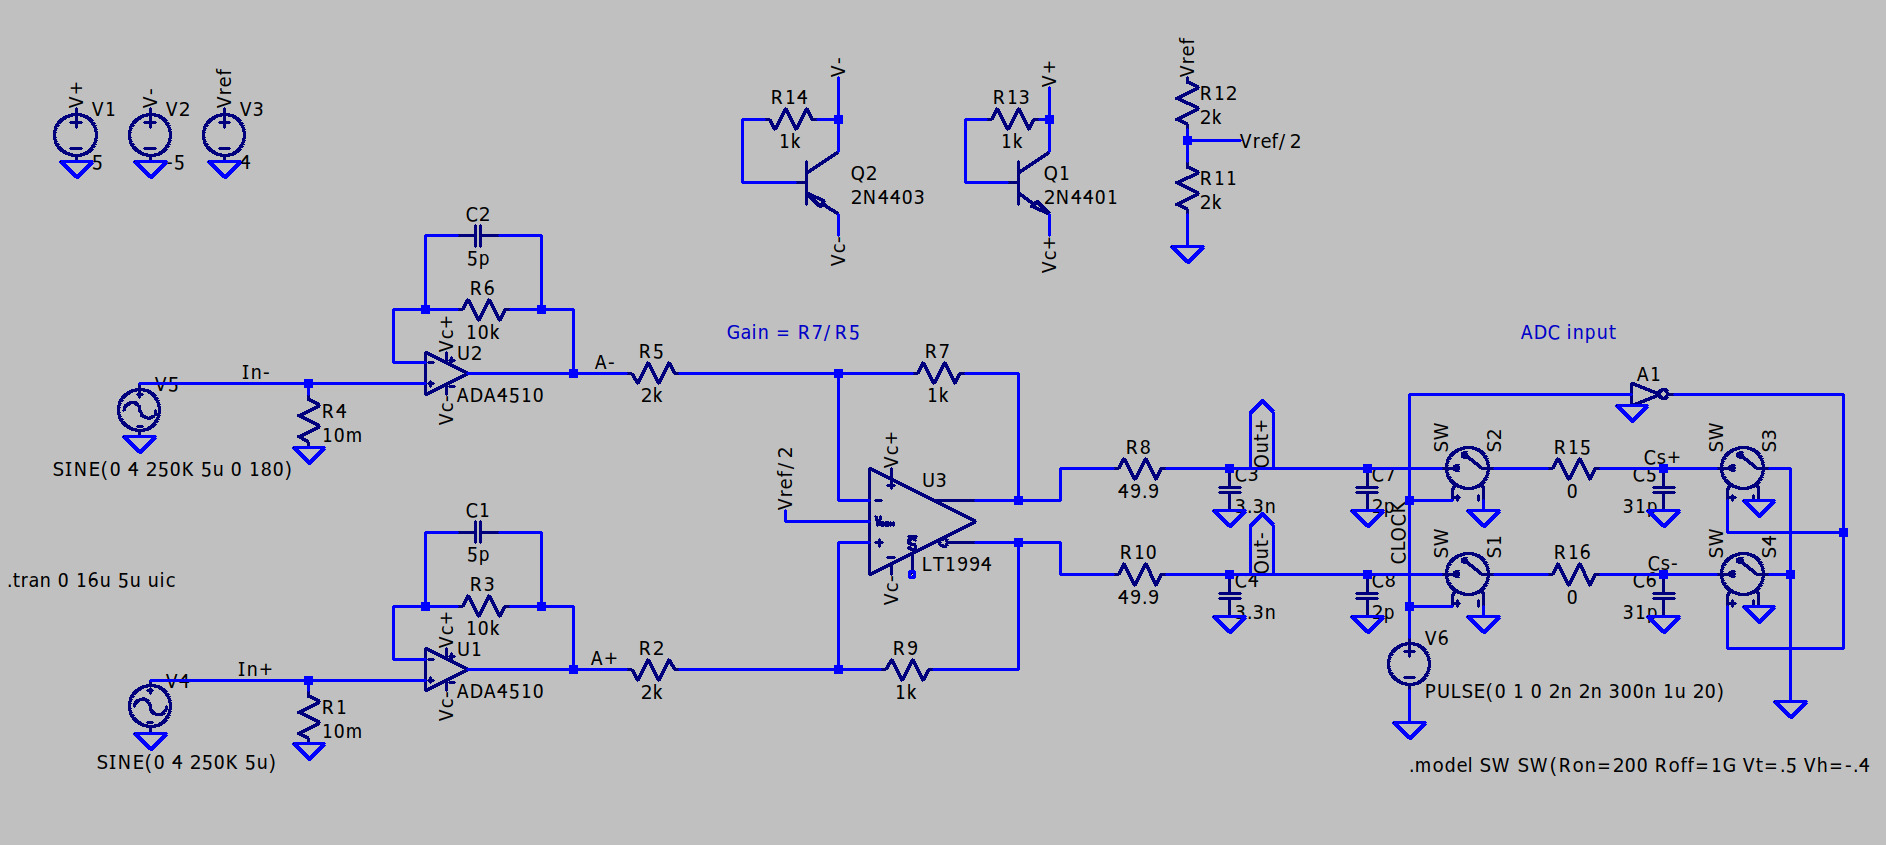 V+
V1
5
V-
V2
-5
Vref
V3
4
V-
R14
1k
Q2
2N4403
Vc-
V+
R13
1k
Q1
2N4401
Vc+
Vref
R12
2k
Vref/2
R11
2k
C2
5p
R6
10k
Vc+
U2
ADA4510
Vc-
In-
V5
R4
10m
SINE(0 4 250K 5u 0 180)
A-
R5
2k
Gain = R7/R5
R7
1k
Vref/2
Vc+
U3
LT1994
Vc-
R8
49.9
R10
49.9
Out+
C3
3.3n
Out-
C4
3.3n
C7
2p
C8
2p
ADC input
A1
CLOCK
SW
S2
SW
S1
R15
0
R16
0
Cs+
C5
31p
Cs-
C6
31p
SW
S3
SW
S4
V6
PULSE(0 1 0 2n 2n 300n 1u 20)
.model SW SW(Ron=200 Roff=1G Vt=.5 Vh=-.4
.tran 0 16u 5u uic
C1
5p
R3
10k
Vc+
U1
ADA4510
Vc-
In+
V4
R1
10m
SINE(0 4 250K 5u)
A+
R2
2k
R9
1k